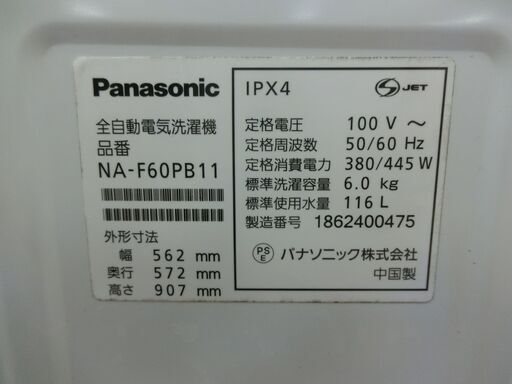 Panasonic
全自動電気洗濯機
品番
NA-F60PB11
外形寸法
幅 562 mm
奥行 572 mm
高さ 907 mm
IPX4
S JET
定格電圧 100 V ～
定格周波数 50/60 Hz
定格消費電力 380/445 W
標準洗濯容量 6.0 kg
標準使用水量 116 L
製造番号 1862400475
PS E パナソニック株式会社
中国製